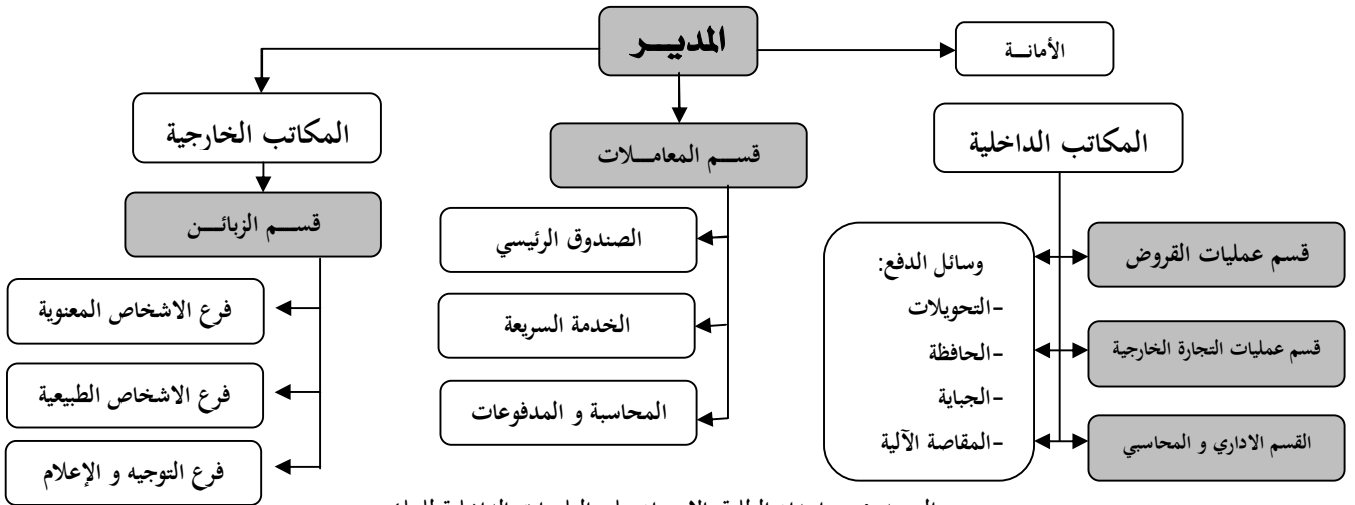 المديـــر
الأمانــة
المكاتب الداخلية
قســـم المعامـــلات
المكاتب الخارجية
قســـم الزبائـــن
قسم عمليات القروض
قسم عمليات التجارة الخارجية
القسم الاداري و المحاسبي
وسائل الدفع:
-التحويلات
-الحافظة
-الجباية
-المقاصة الآلية
الصندوق الرئيسي
الخدمة السريعة
المحاسبة و المدفوعات
فرع الاشخاص المعنوية
فرع الاشخاص الطبيعية
فرع التوجيه و الإعلام